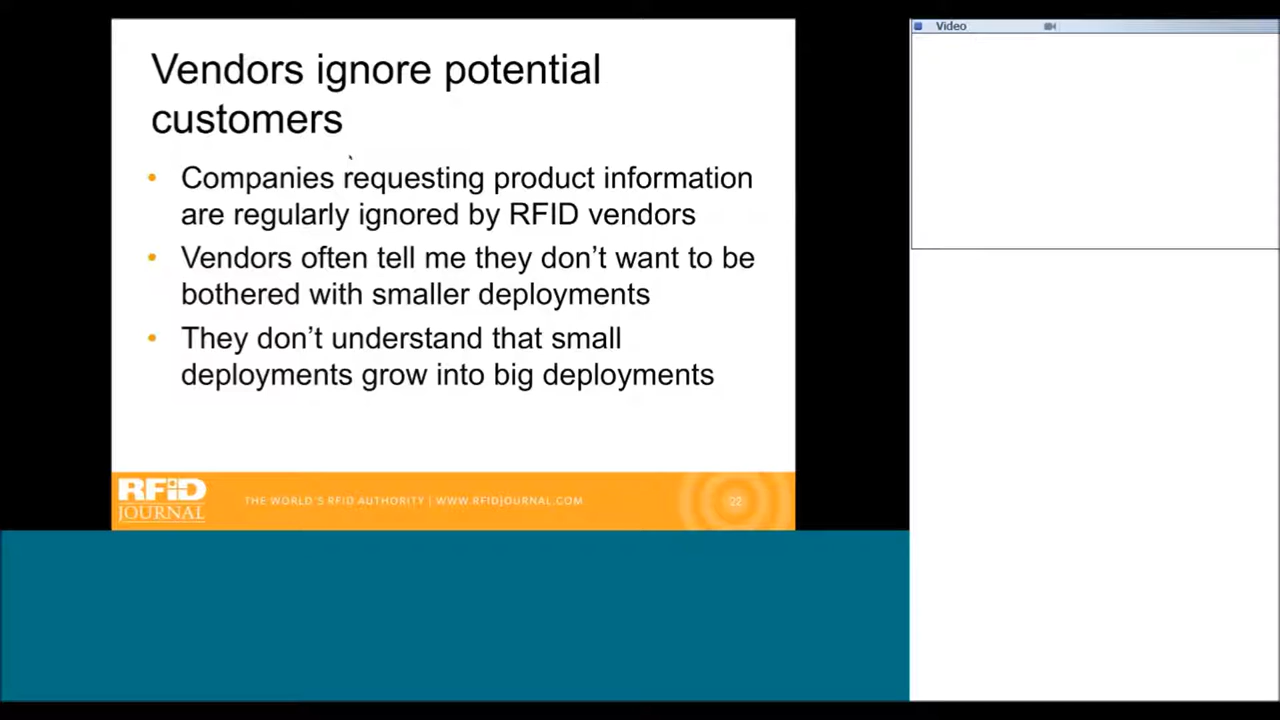 Video
Vendors ignore potential
customers
• Companies requesting product information
are regularly ignored by RFID vendors
• Vendors often tell me they don’t want to be
bothered with smaller deployments
• They don’t understand that small
deployments grow into big deployments
RFID
JOURNAL
THE WORLD'S RFID AUTHORITY | WWW.RFIDJOURNAL.COM
22